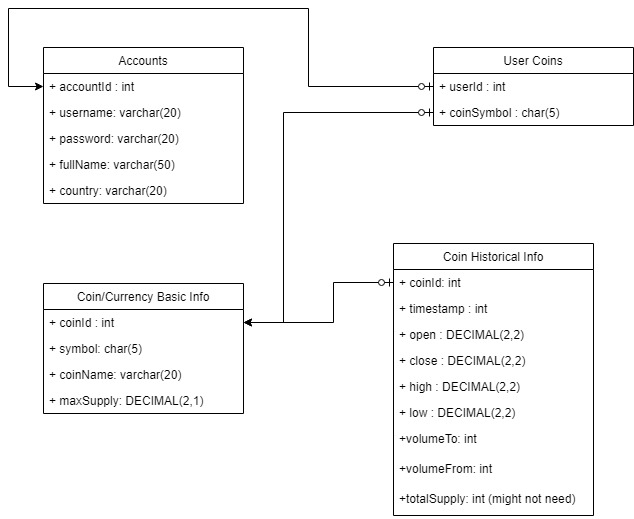 Accounts
+ accountId : int
+ username: varchar(20)
+ password: varchar(20)
+ fullName: varchar(50)
+ country: varchar(20)
User Coins
+ userId : int
+ coinSymbol : char(5)
Coin/Currency Basic Info
+ coinId : int
+ symbol: char(5)
+ coinName: varchar(20)
+ maxSupply: DECIMAL(2,1)
Coin Historical Info
+ coinId: int
+ timestamp : int
+ open : DECIMAL(2,2)
+ close : DECIMAL(2,2)
+ high : DECIMAL(2,2)
+ low : DECIMAL(2,2)
+volumeTo: int
+volumeFrom: int
+totalSupply: int (might not need)